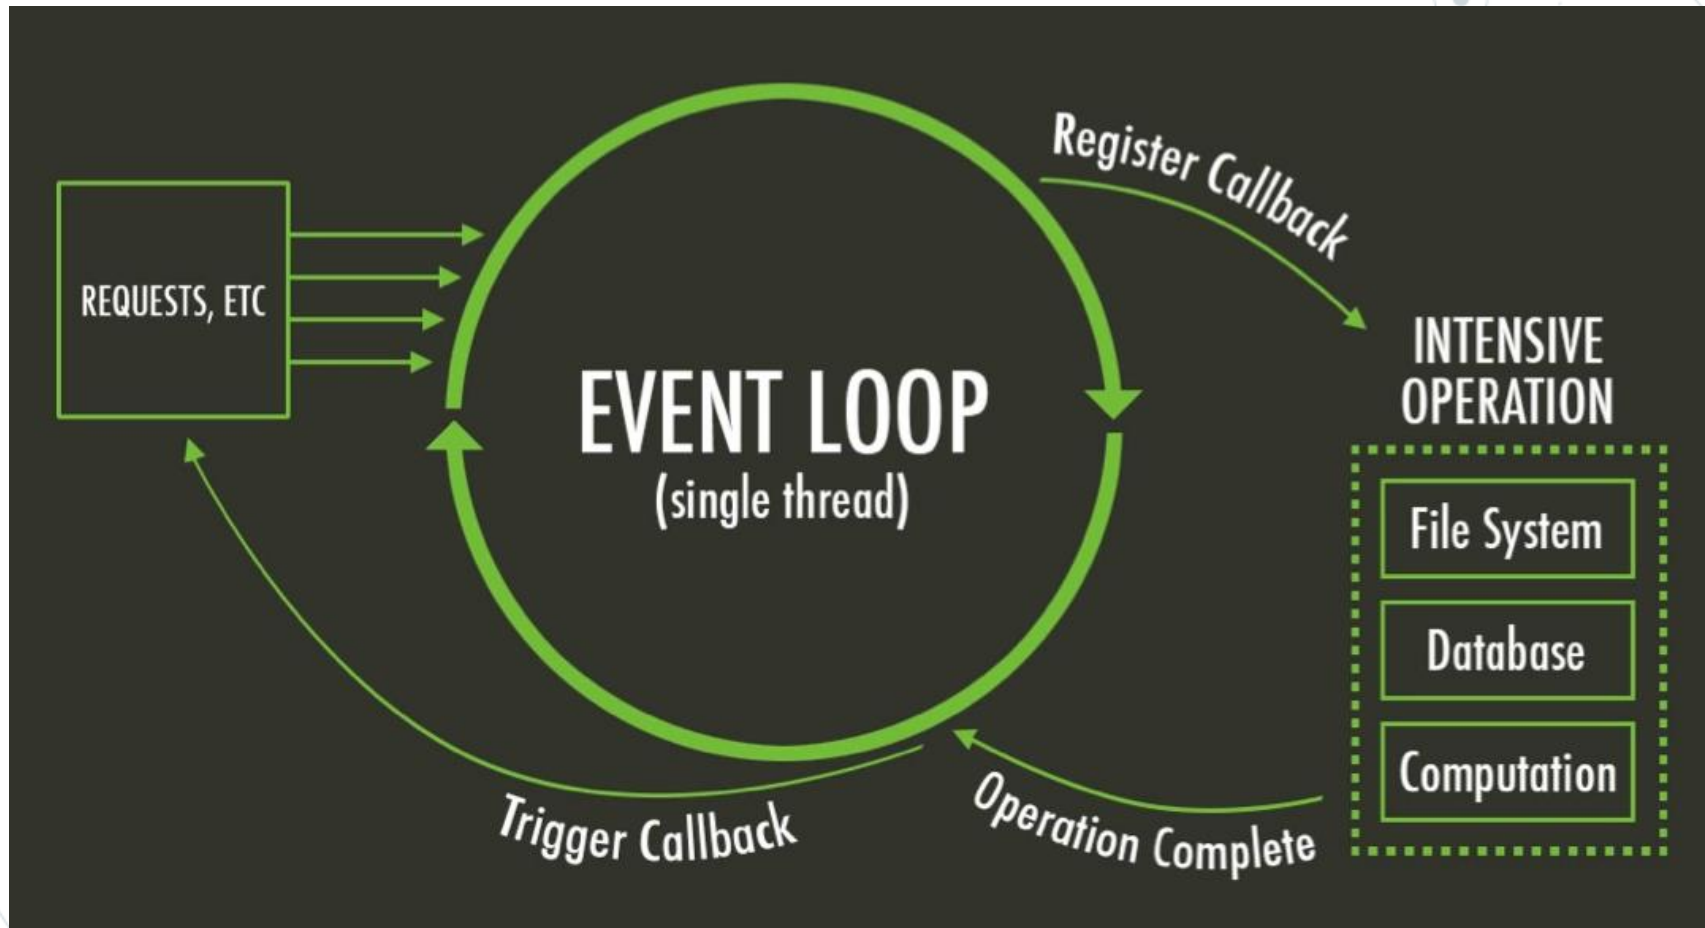 REQUESTS, ETC
EVENT LOOP
(single thread)
Register Callback
INTENSIVE
OPERATION
File System
Database
Computation
Operation Complete
Trigger Callback